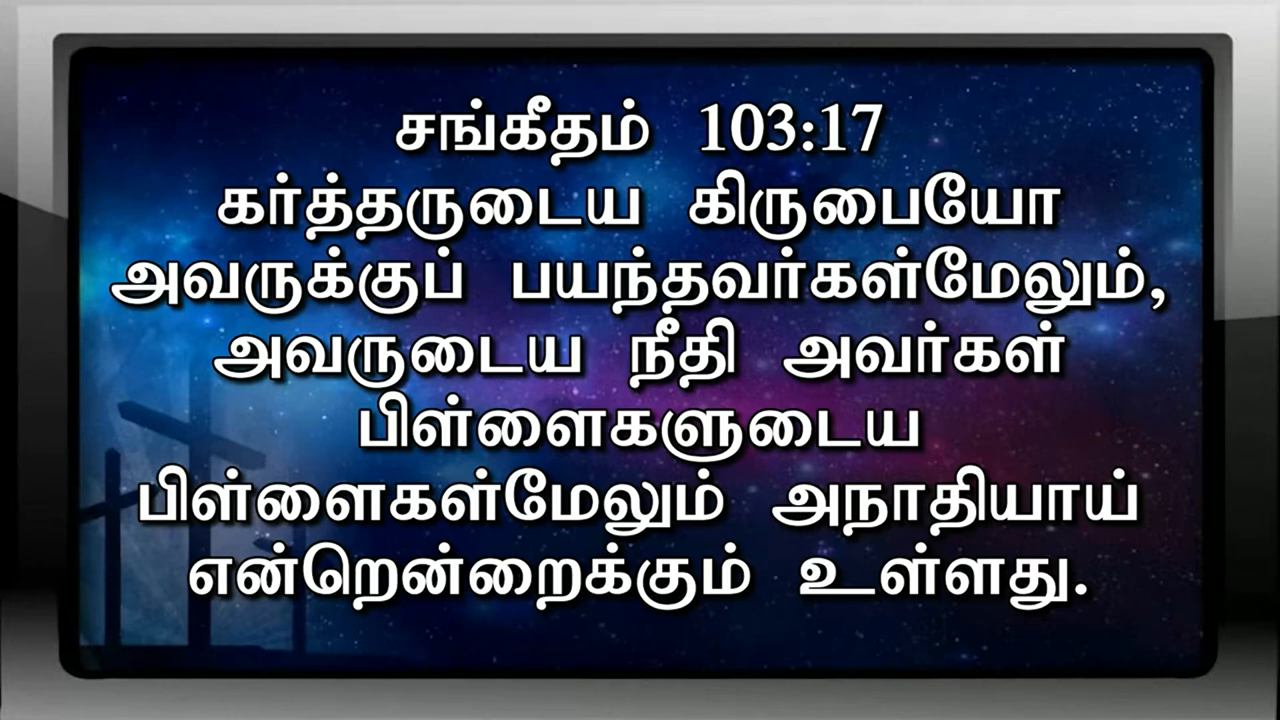 சங்கீதம் 103:17
கர்த்தருடைய கிருபையோ
அவருக்குப் பயந்தவர்கள்மேலும்,
அவருடைய நீதி அவர்கள்
பிள்ளைகளுடைய
பிள்ளைகள்மேலும் அநாதியாய்
என்றென்றைக்கும் உள்ளது.